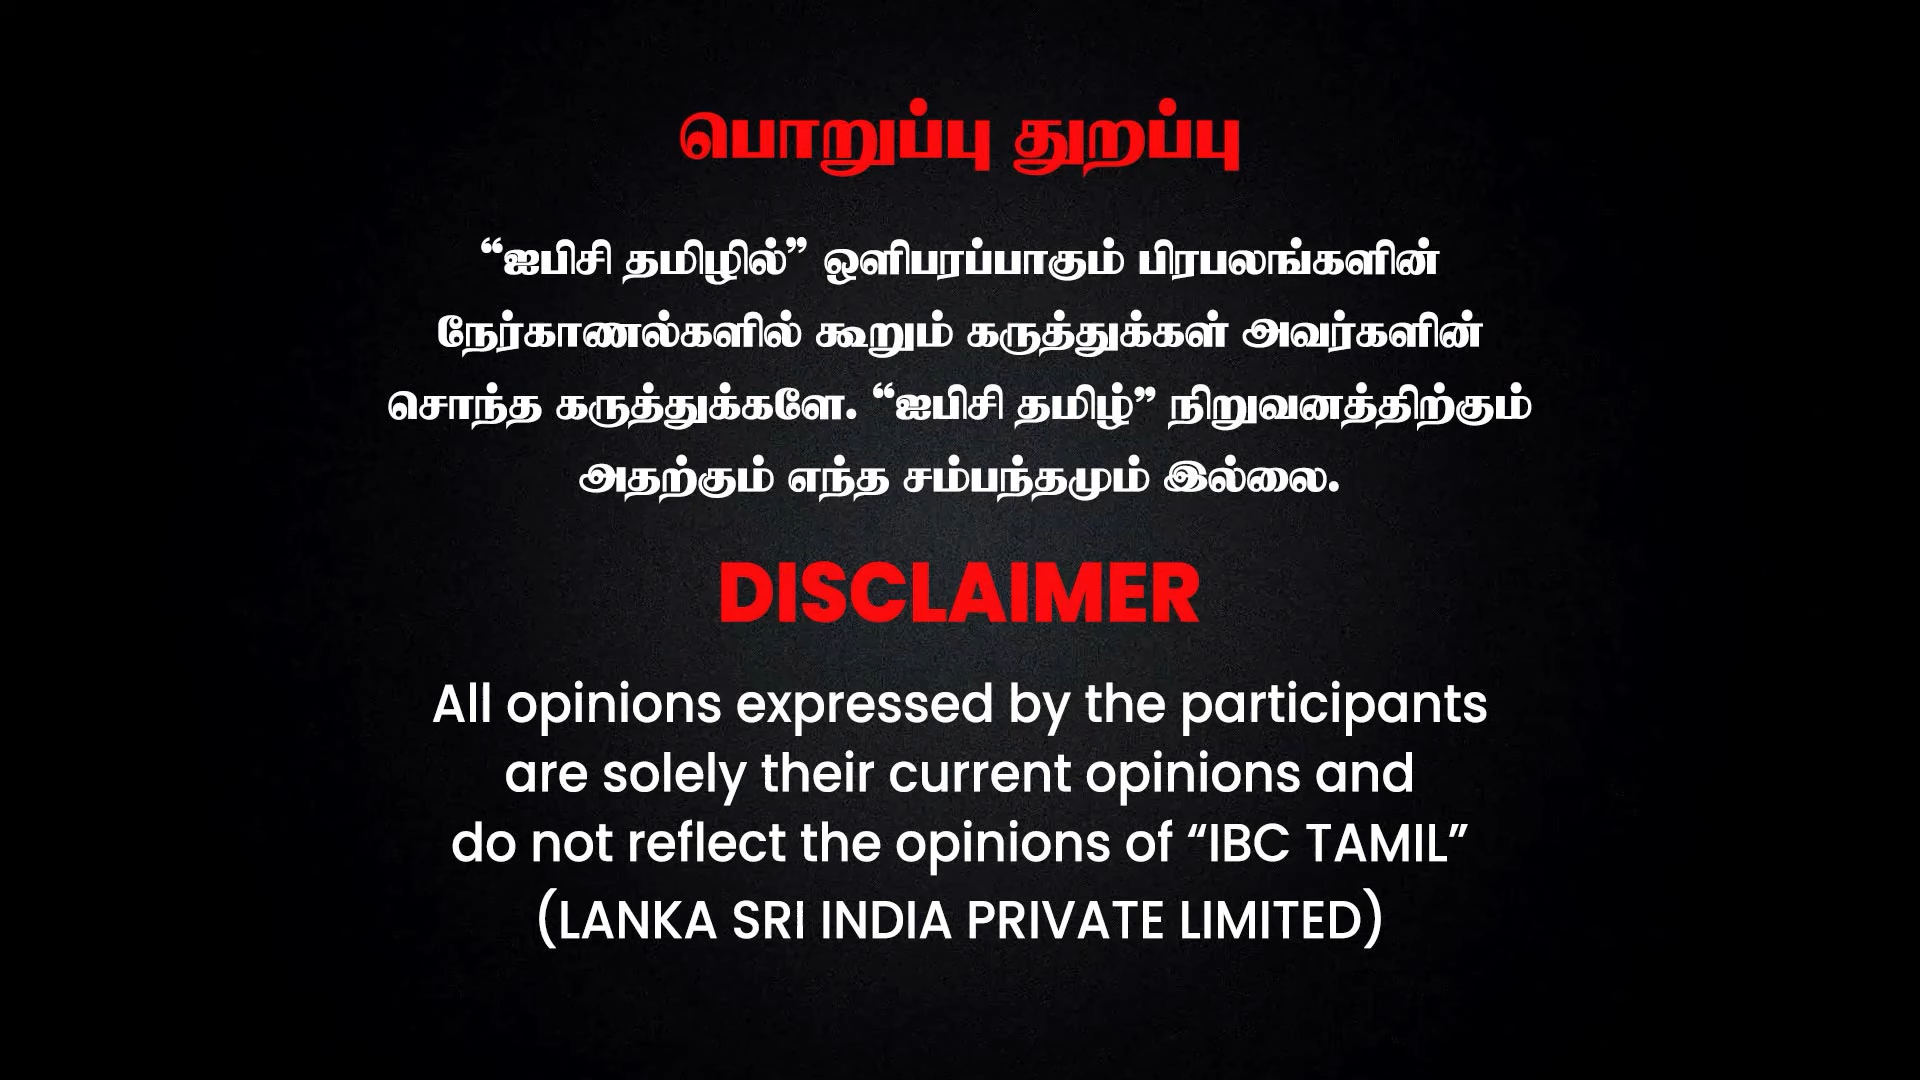 பொறுப்பு துறப்பு
“ஐபிசி தமிழில்” ஒளிபரப்பாகும் பிரபலங்களின்
நேர்காணல்களில் கூறும் கருத்துக்கள் அவர்களின்
சொந்த கருத்துக்களே. “ஐபிசி தமிழ்” நிறுவனத்திற்கும்
அதற்கும் எந்த சம்பந்தமும் இல்லை.
DISCLAIMER
All opinions expressed by the participants
are solely their current opinions and
do not reflect the opinions of “IBC TAMIL”
(LANKA SRI INDIA PRIVATE LIMITED)